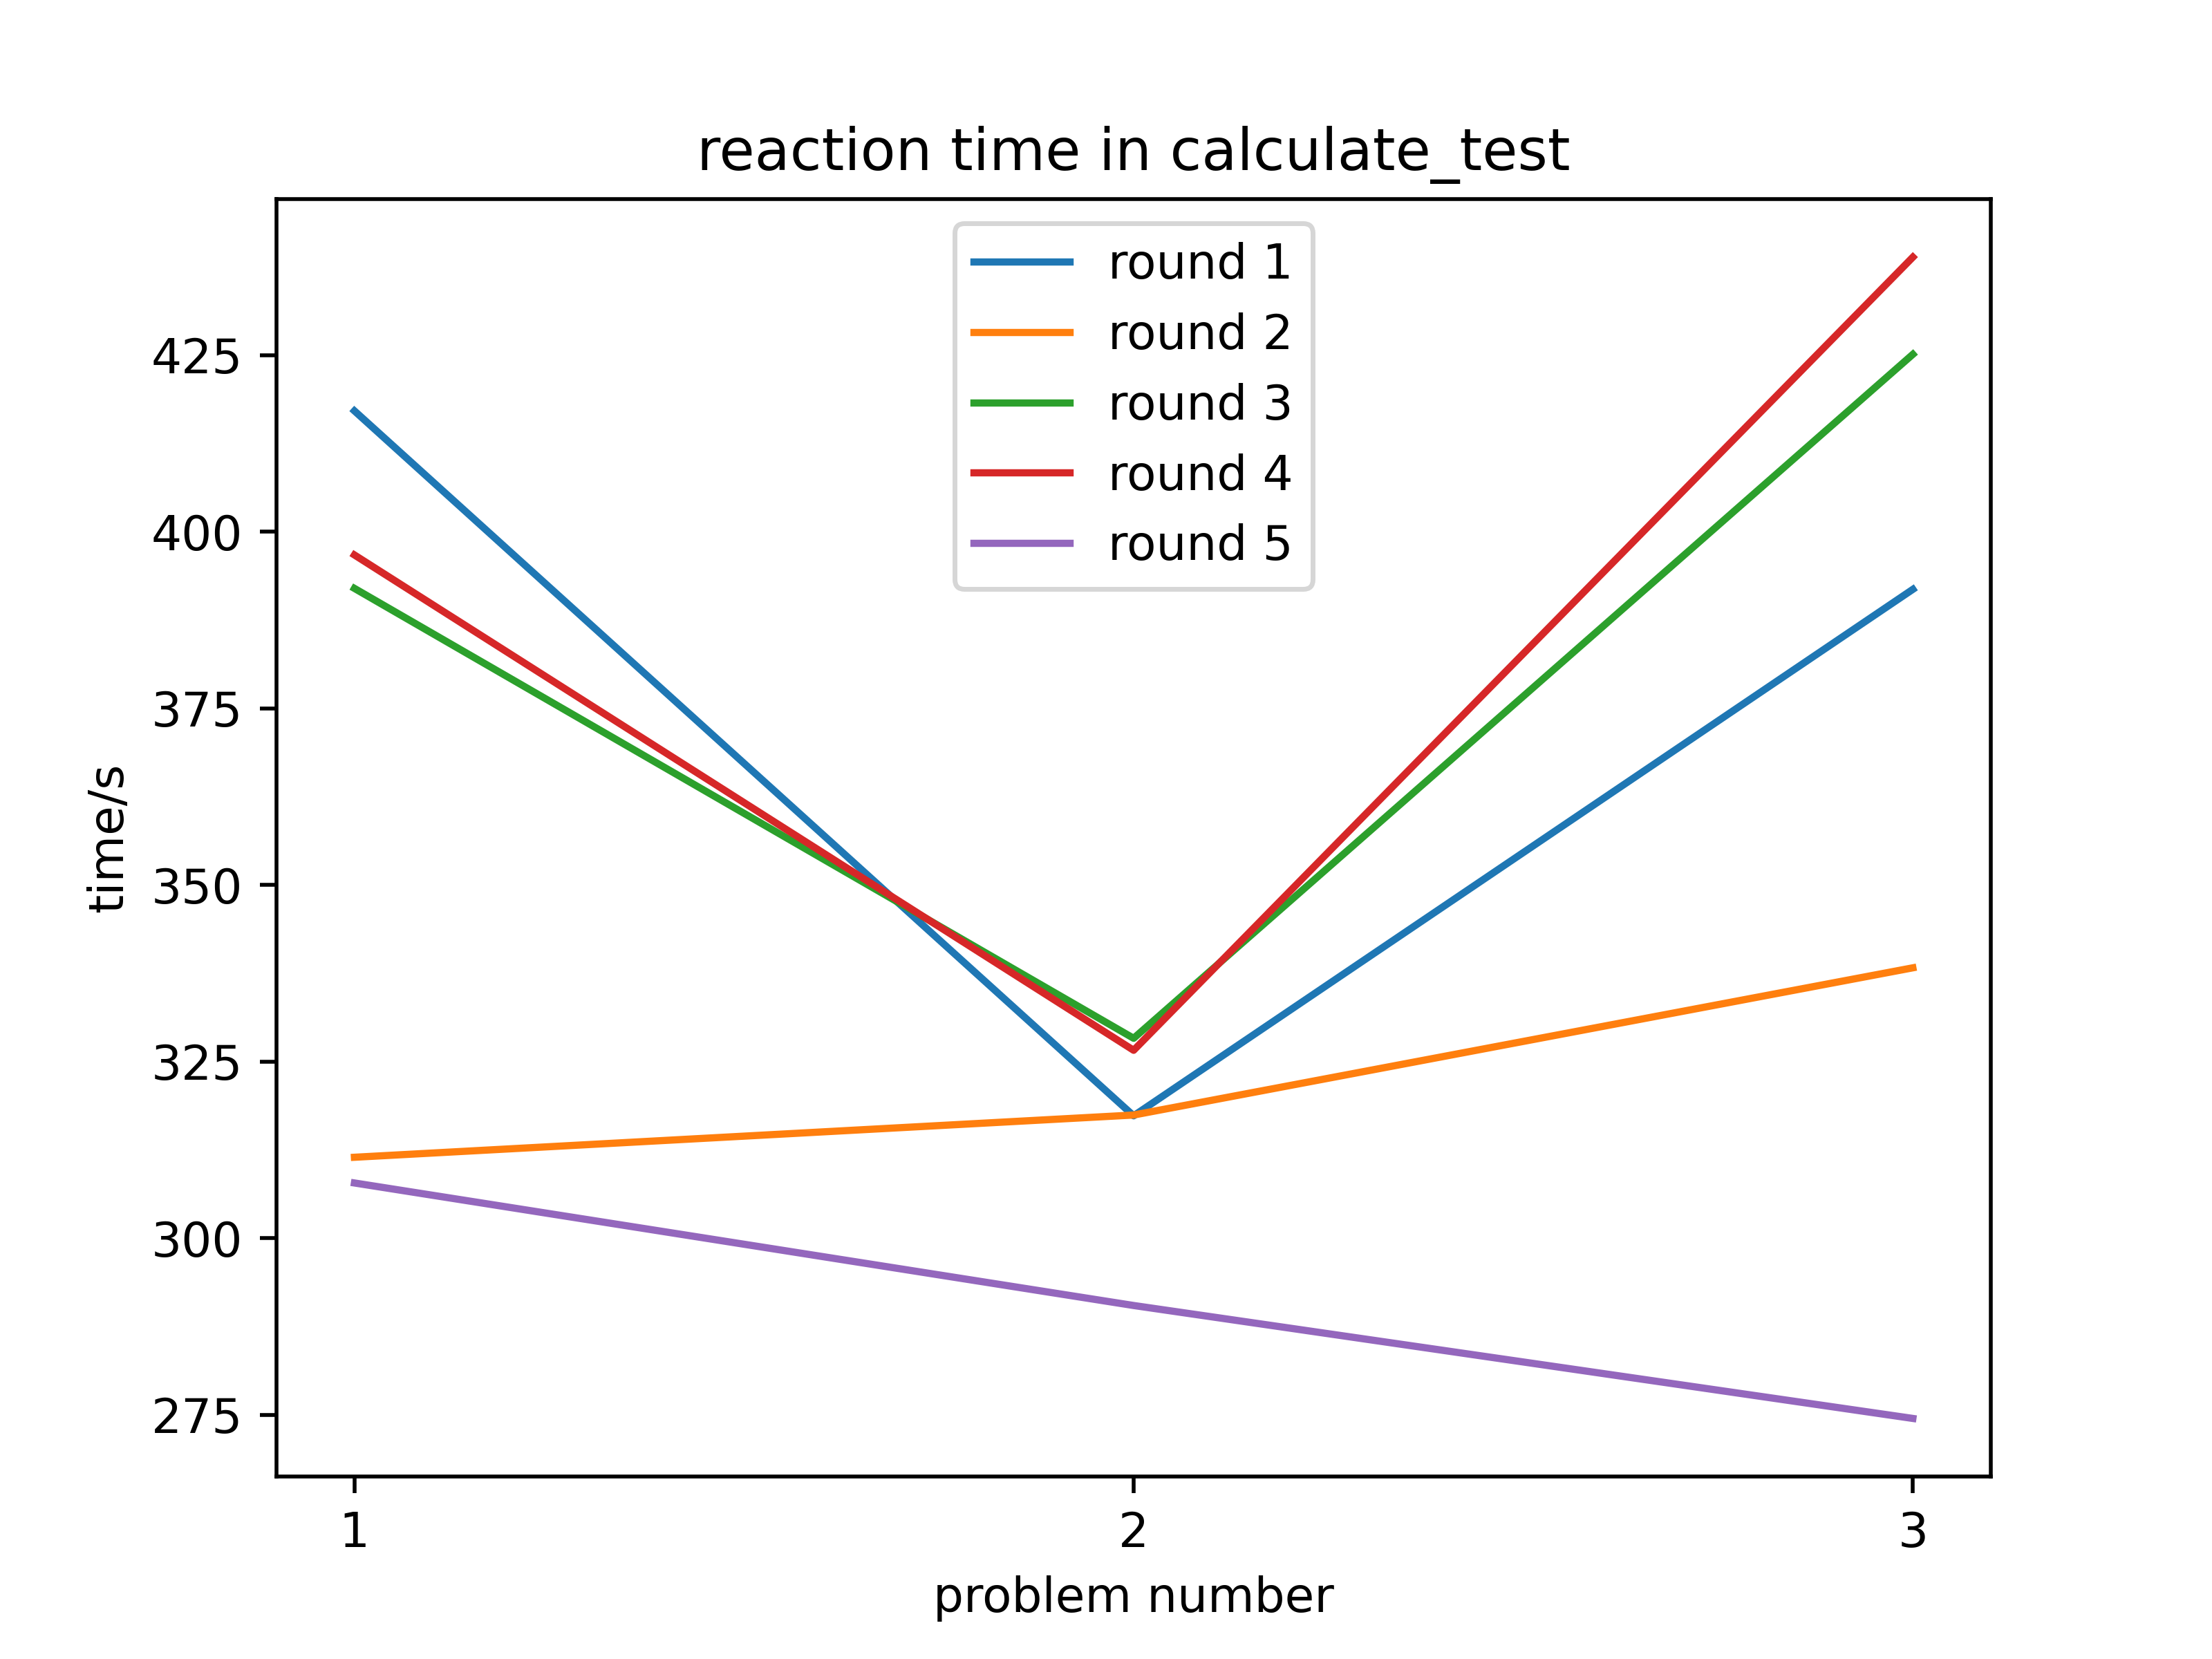 reaction time in calculate_test
round 1
round 2
round 3
round 4
round 5
425
400
375
350
325
300
275
time/s
1 2 3
problem number